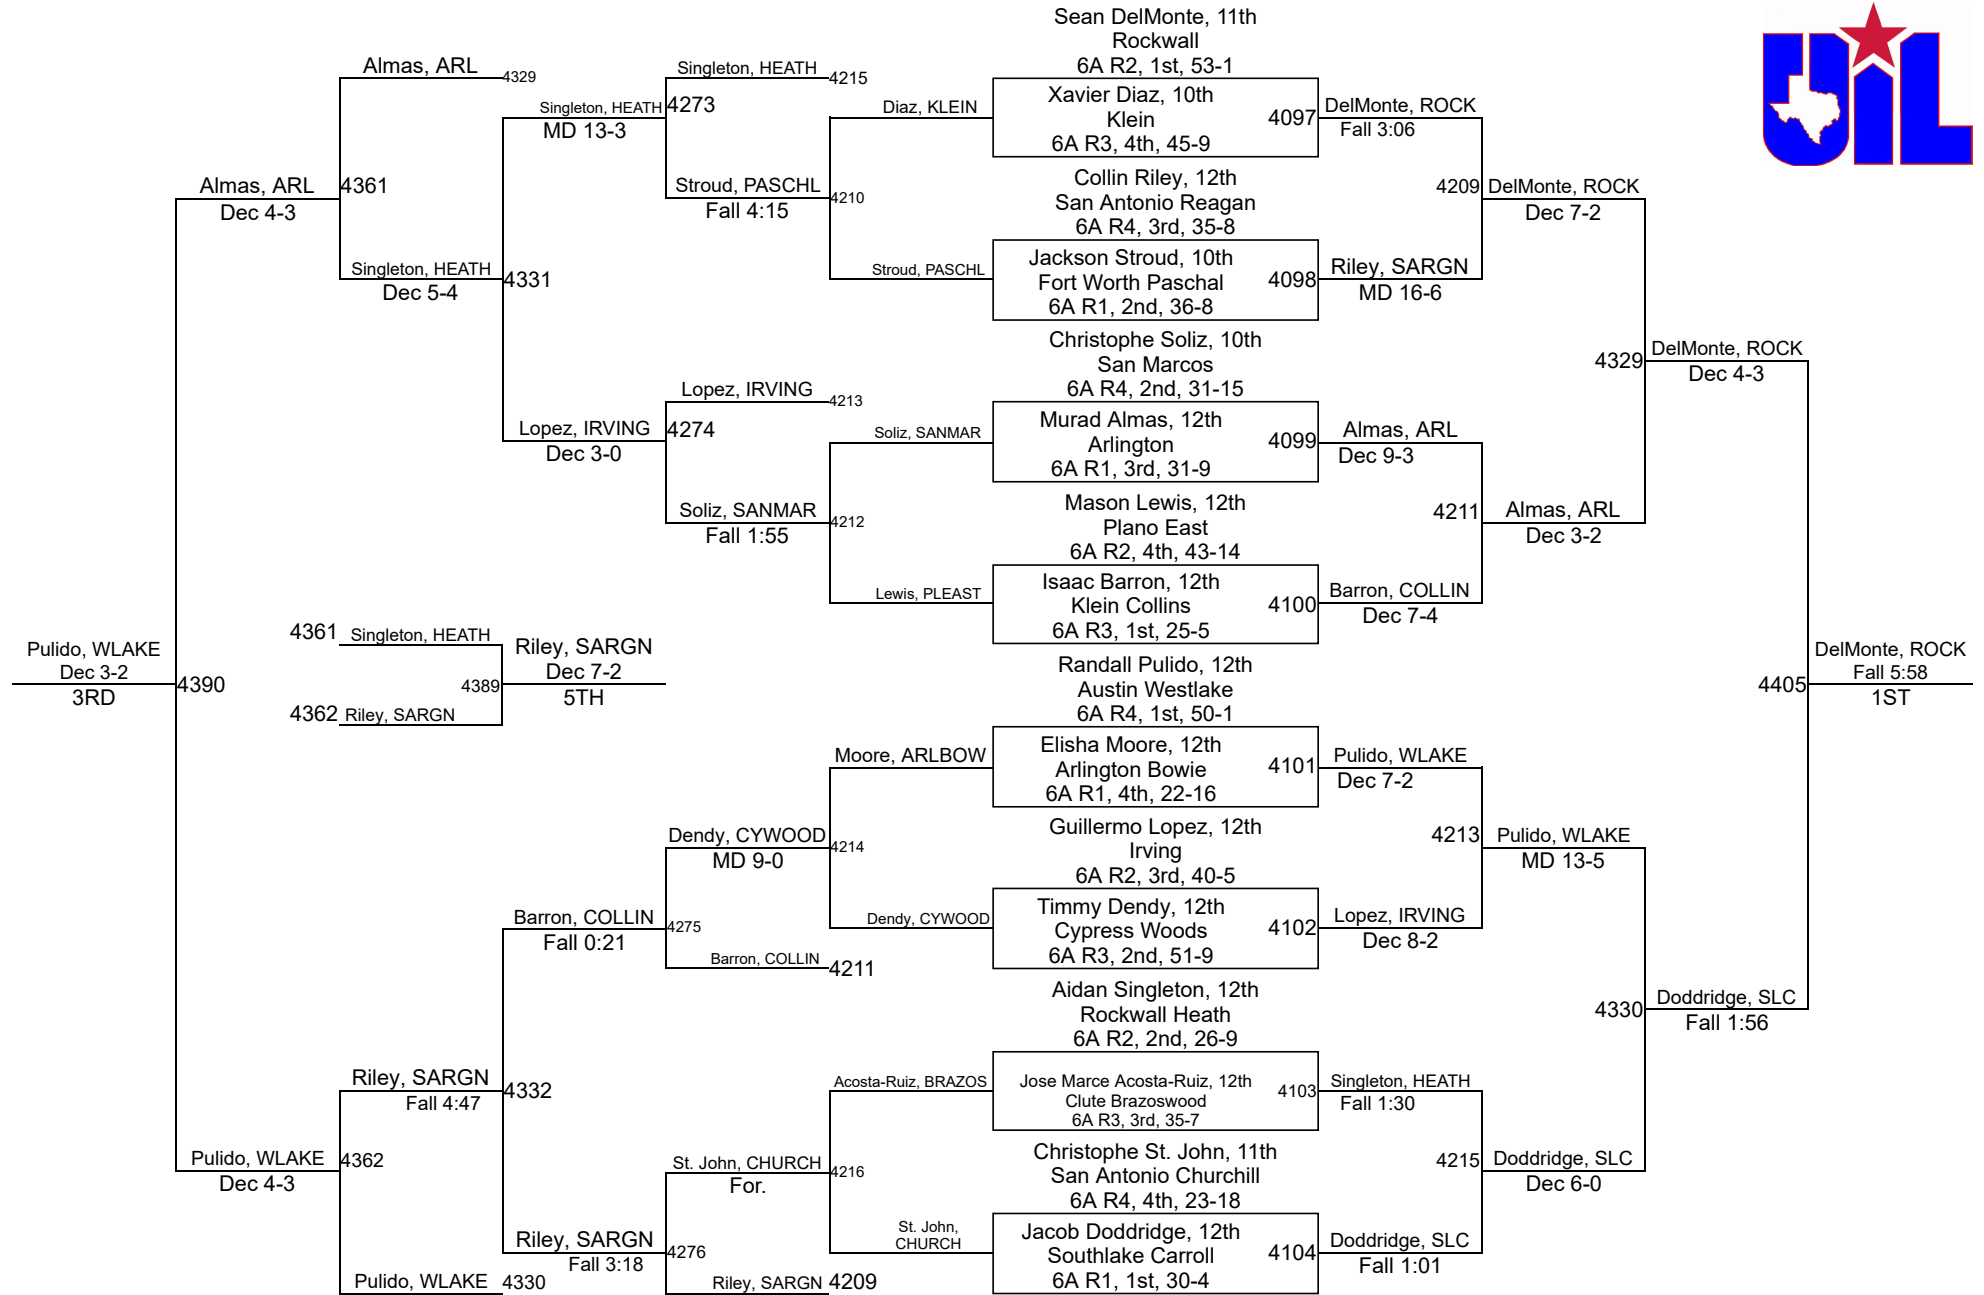 UIL
Almas, ARL
4329
Almas, ARL
Dec 4-3
4361
Singleton, HEATH
Dec 5-4
4331
Singleton, HEATH
MD 13-3
4273
Singleton, HEATH
4215
Stroud, PASCHL
Fall 4:15
4210
Diaz, KLEIN
Stroud, PASCHL
Lopez, IRVING
Dec 3-0
4274
Lopez, IRVING
4213
Soliz, SANMAR
Fall 1:55
4212
Soliz, SANMAR
Lewis, PLEAST
Pulido, WLAKE
Dec 3-2
3RD
4390
4361
Singleton, HEATH
4362
Riley, SARGN
4389
Riley, SARGN
Dec 7-2
5TH
Moore, ARLBOW
Dendy, CYWOOD
MD 9-0
4214
Dendy, CYWOOD
Barron, COLLIN
Fall 0:21
4275
Barron, COLLIN
4211
Riley, SARGN
Fall 4:47
4332
Pulido, WLAKE
Dec 4-3
4362
Pulido, WLAKE
4330
Riley, SARGN
Fall 3:18
4276
St. John, CHURCH
For.
4216
Riley, SARGN
4209
Acosta-Ruiz, BRAZOS
St. John,
CHURCH
Sean DelMonte, 11th
Rockwall
6A R2, 1st, 53-1
Xavier Diaz, 10th
Klein
6A R3, 4th, 45-9
4097
Collin Riley, 12th
San Antonio Reagan
6A R4, 3rd, 35-8
Jackson Stroud, 10th
Fort Worth Paschal
6A R1, 2nd, 36-8
4098
Christophe Soliz, 10th
San Marcos
6A R4, 2nd, 31-15
Murad Almas, 12th
Arlington
6A R1, 3rd, 31-9
4099
Mason Lewis, 12th
Plano East
6A R2, 4th, 43-14
Isaac Barron, 12th
Klein Collins
6A R3, 1st, 25-5
4100
Randall Pulido, 12th
Austin Westlake
6A R4, 1st, 50-1
Elisha Moore, 12th
Arlington Bowie
6A R1, 4th, 22-16
4101
Guillermo Lopez, 12th
Irving
6A R2, 3rd, 40-5
Timmy Dendy, 12th
Cypress Woods
6A R3, 2nd, 51-9
4102
Aidan Singleton, 12th
Rockwall Heath
6A R2, 2nd, 26-9
Jose Marce Acosta-Ruiz, 12th
Clute Brazoswood
6A R3, 3rd, 35-7
4103
Christophe St. John, 11th
San Antonio Churchill
6A R4, 4th, 23-18
Jacob Doddridge, 12th
Southlake Carroll
6A R1, 1st, 30-4
4104
DelMonte, ROCK
Fall 3:06
Riley, SARGN
MD 16-6
4209
DelMonte, ROCK
Dec 7-2
Almas, ARL
Dec 9-3
Barron, COLLIN
Dec 7-4
4211
Almas, ARL
Dec 3-2
4329
DelMonte, ROCK
Dec 4-3
Pulido, WLAKE
Dec 7-2
Lopez, IRVING
Dec 8-2
4213
Pulido, WLAKE
MD 13-5
Singleton, HEATH
Fall 1:30
Doddridge, SLC
Fall 1:01
4215
Doddridge, SLC
Dec 6-0
4330
Doddridge, SLC
Fall 1:56
4405
DelMonte, ROCK
Fall 5:58
1ST